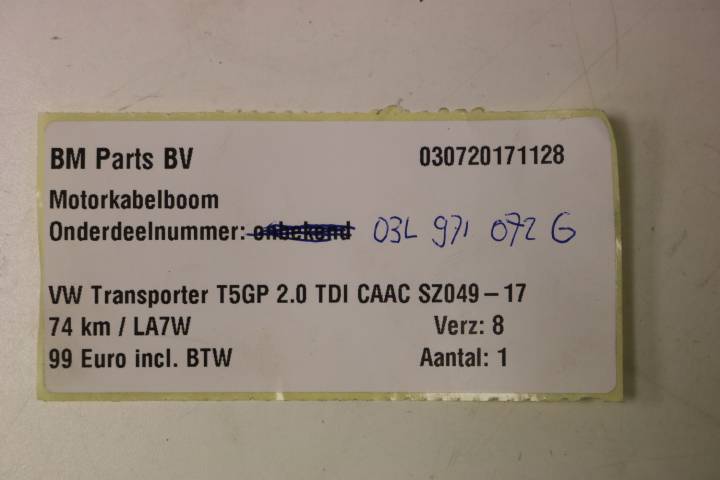 BM Parts BV 030720171128
Motorkabelboom
Onderdeelnummer: onbekend 03L 971 072 G
VW Transporter T5GP 2.0 TDI CAAC SZ049-17
74 km / LA7W Verz: 8
99 Euro incl. BTW Aantal: 1